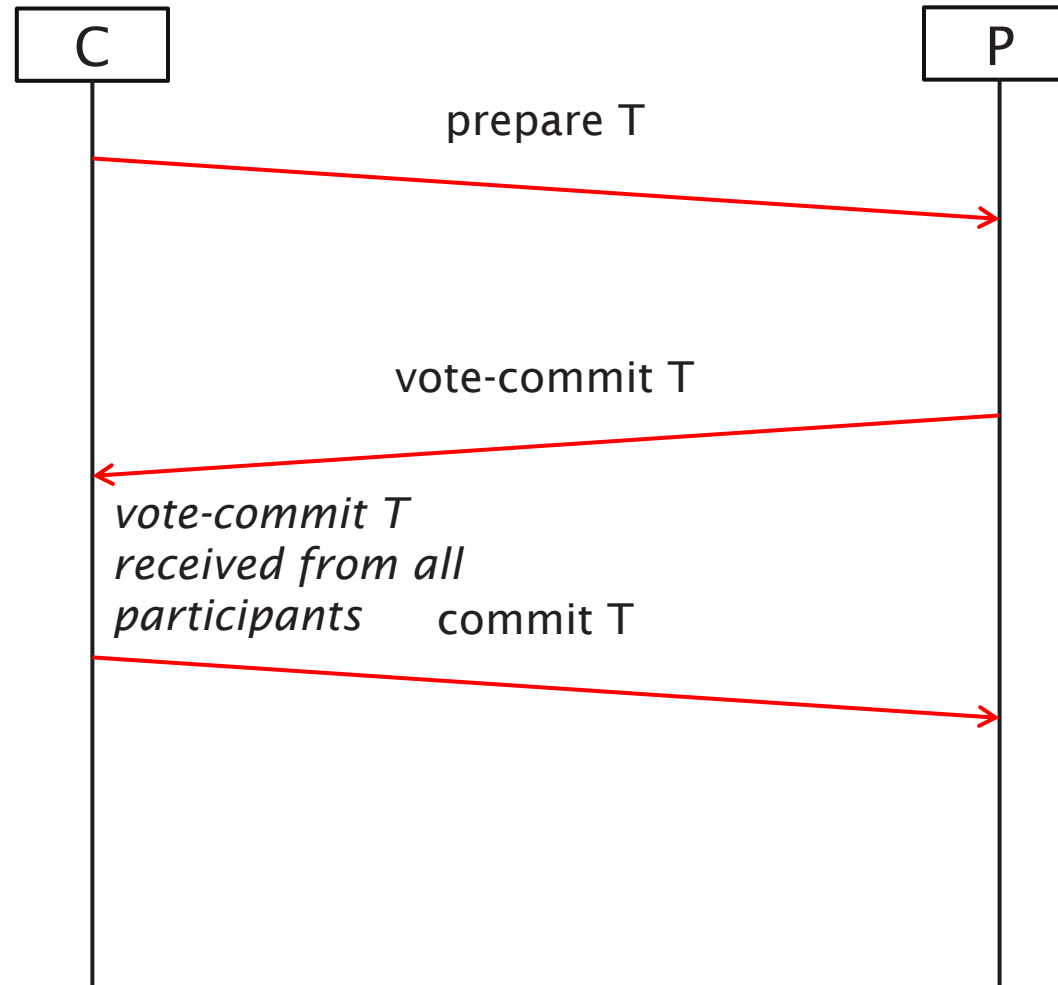 C
P
prepare T
vote-commit T
vote-commit T
received from all
participants
commit T